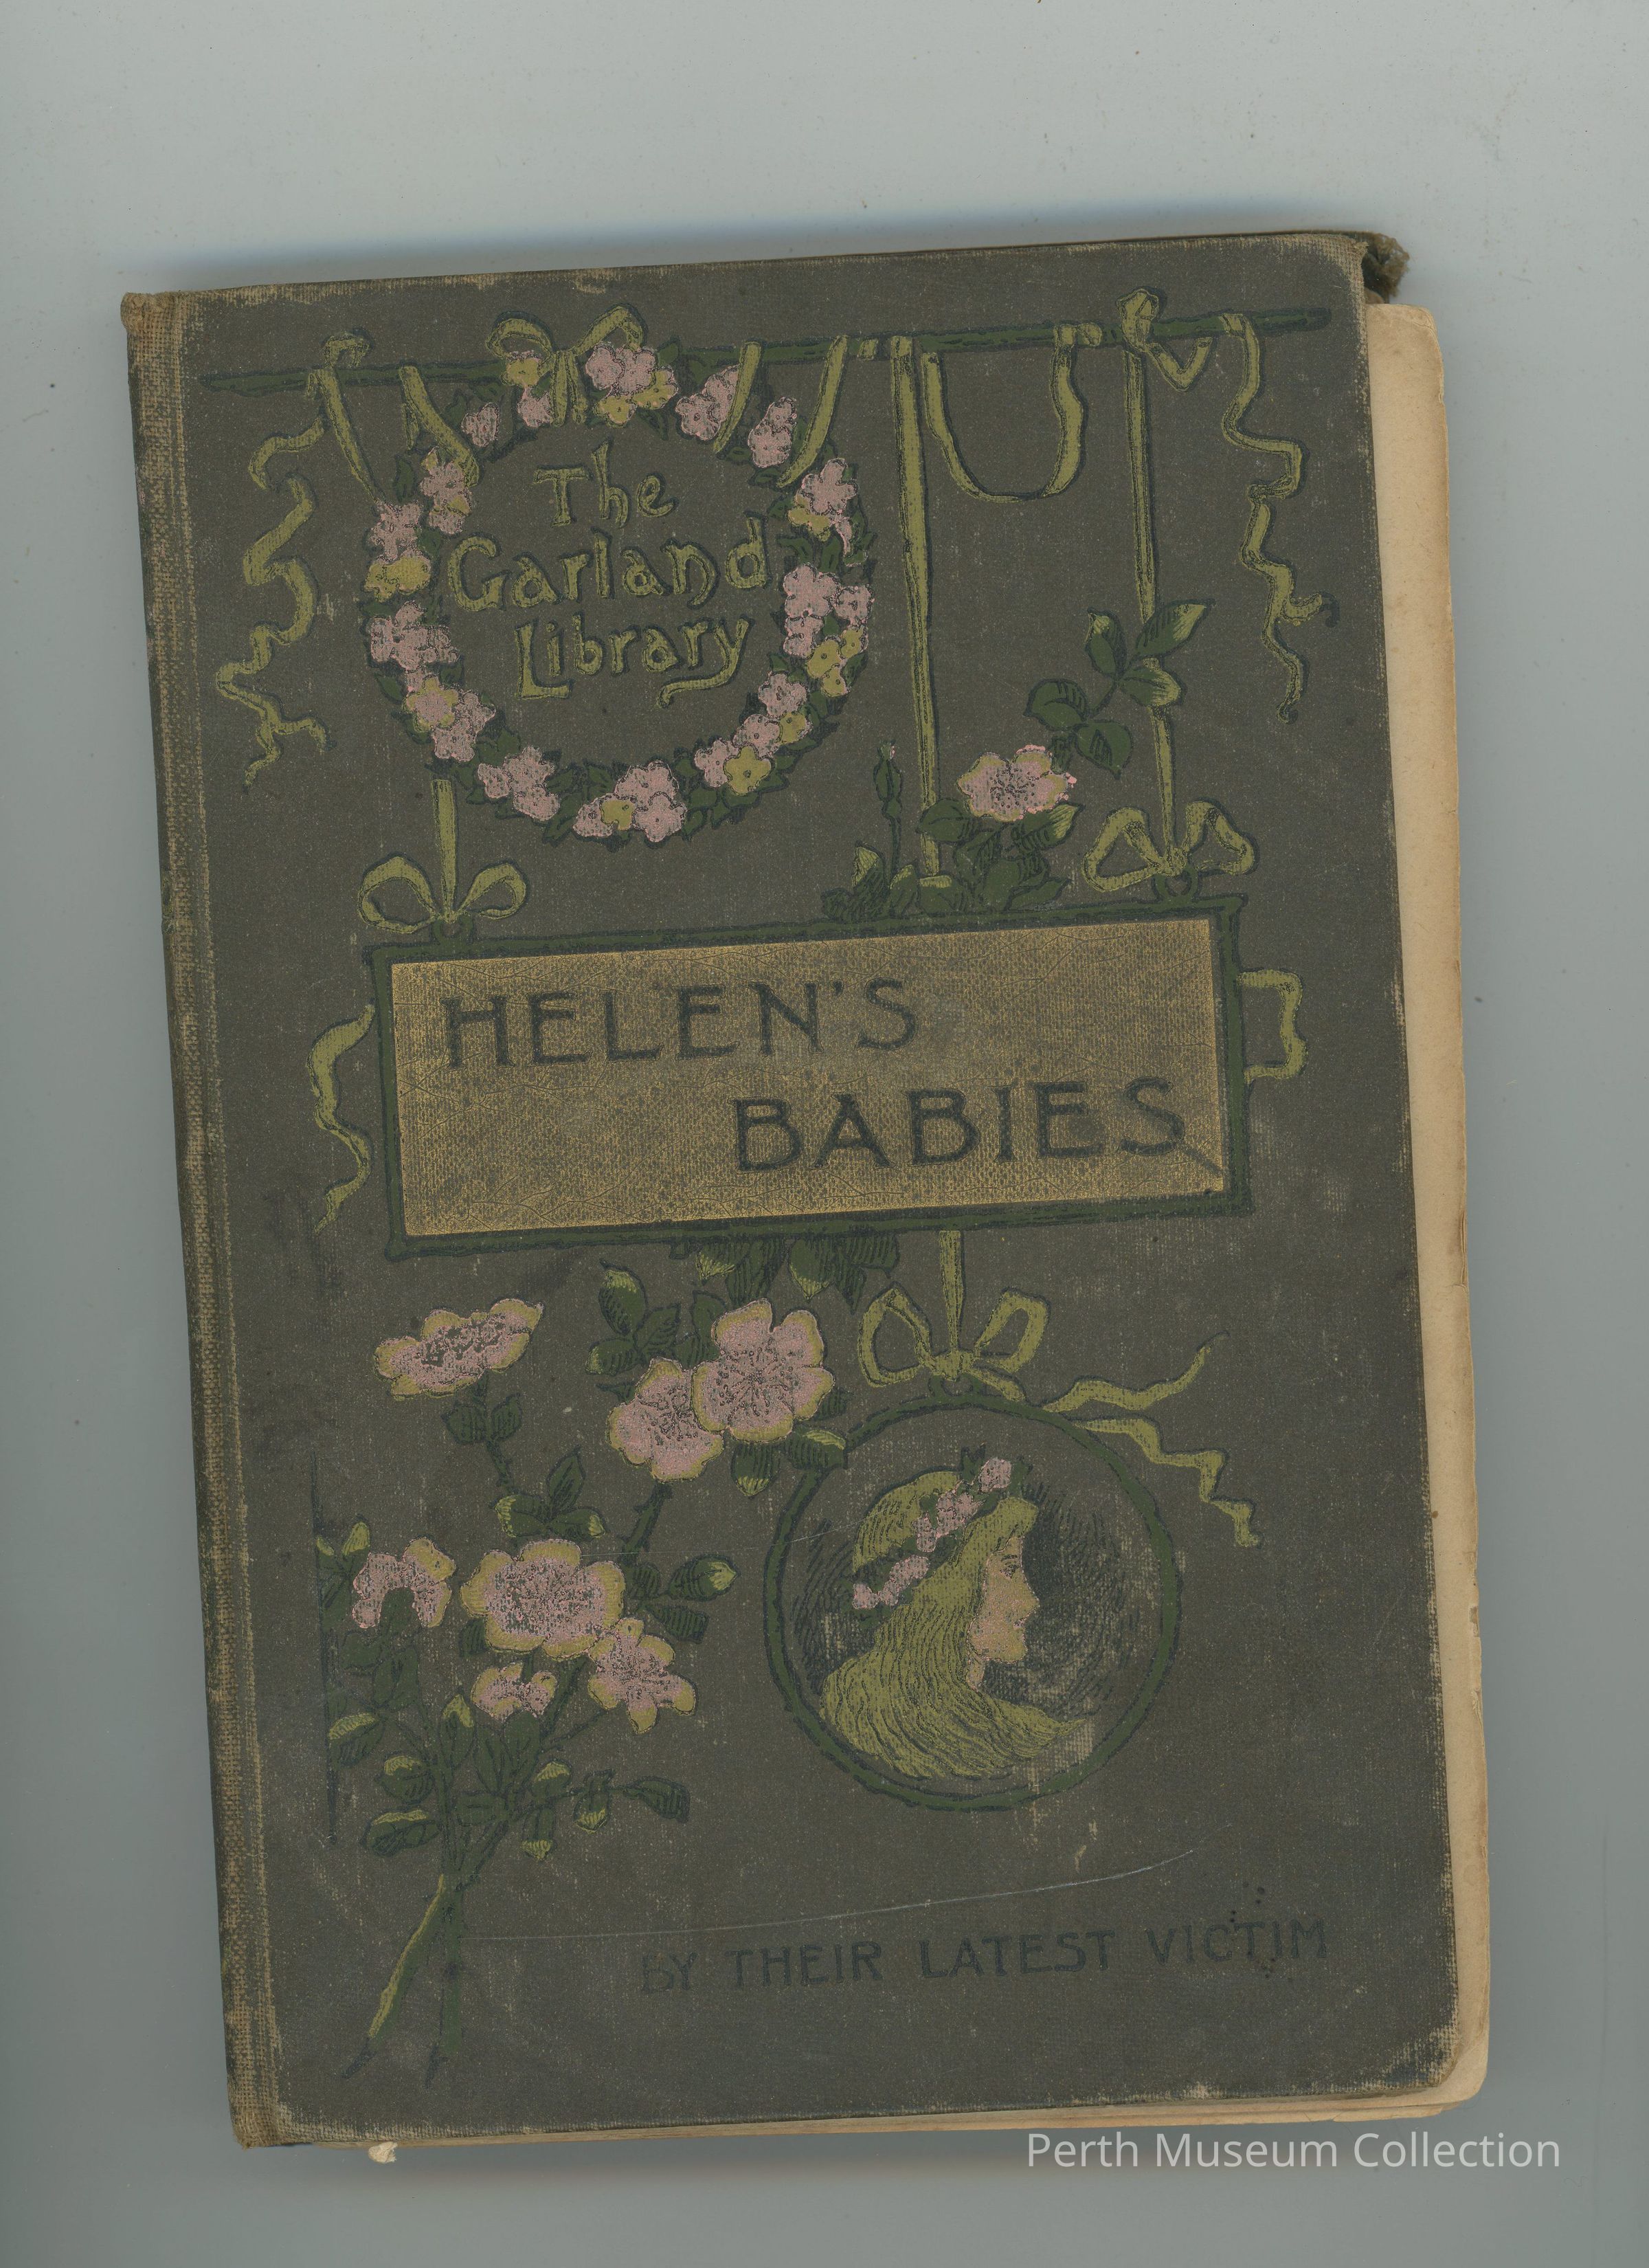 The
Garland
Library
HELEN'S
BABIES
BY THEIR LATEST VICTIM
Perth Museum Collection